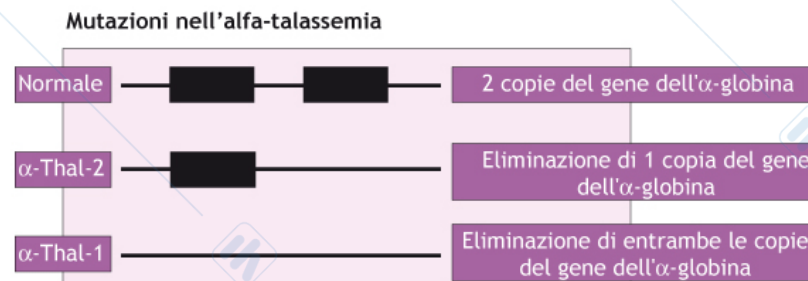 Mutazioni nell'alfa-talassemia
Normale
2 copie del gene dell'α-globina
α-Thal-2
Eliminazione di 1 copia del gene
dell'α-globina
α-Thal-1
Eliminazione di entrambe le copie
del gene dell'α-globina